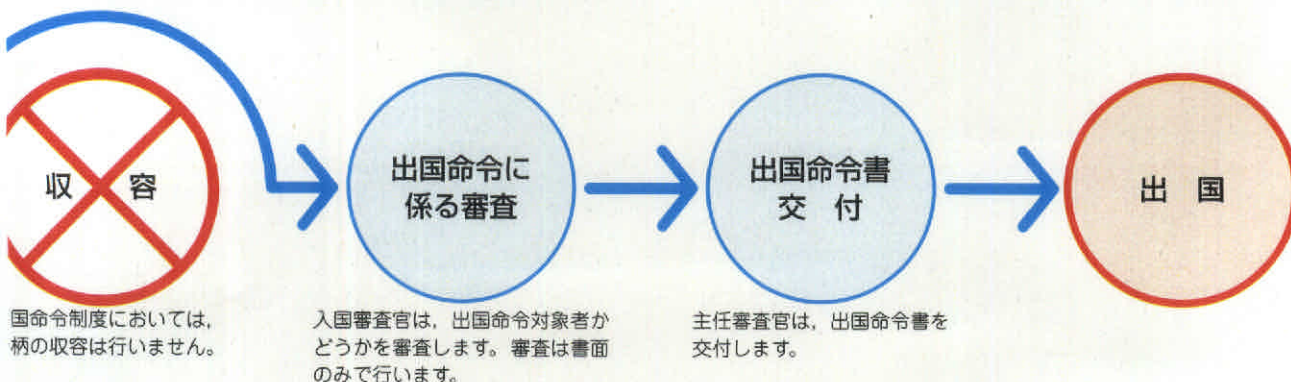 収 容
出国命令に
係る審査
出国命令書
交 付
出 国
国命令制度においては，
柄の収容は行いません。
入国審査官は，出国命令対象者か
どうかを審査します。審査は書面
のみで行います。
主任審査官は，出国命令書を
交付します。